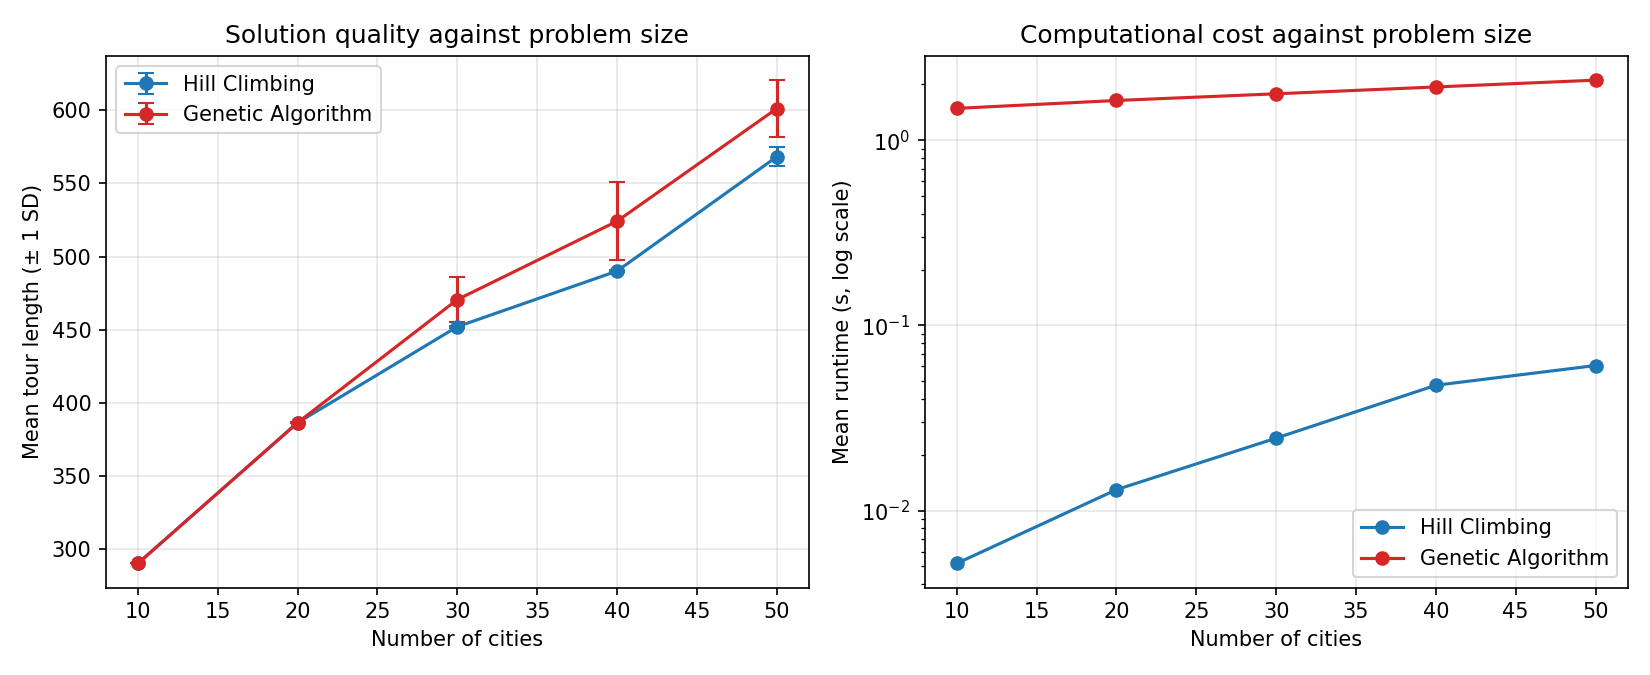 Solution quality against problem size
Hill Climbing
Genetic Algorithm
Mean tour length (± 1 SD)
600
550
500
450
400
350
300
10 15 20 25 30 35 40 45 50
Number of cities
Computational cost against problem size
Mean runtime (s, log scale)
10⁰
10⁻¹
10⁻²
Hill Climbing
Genetic Algorithm
10 15 20 25 30 35 40 45 50
Number of cities